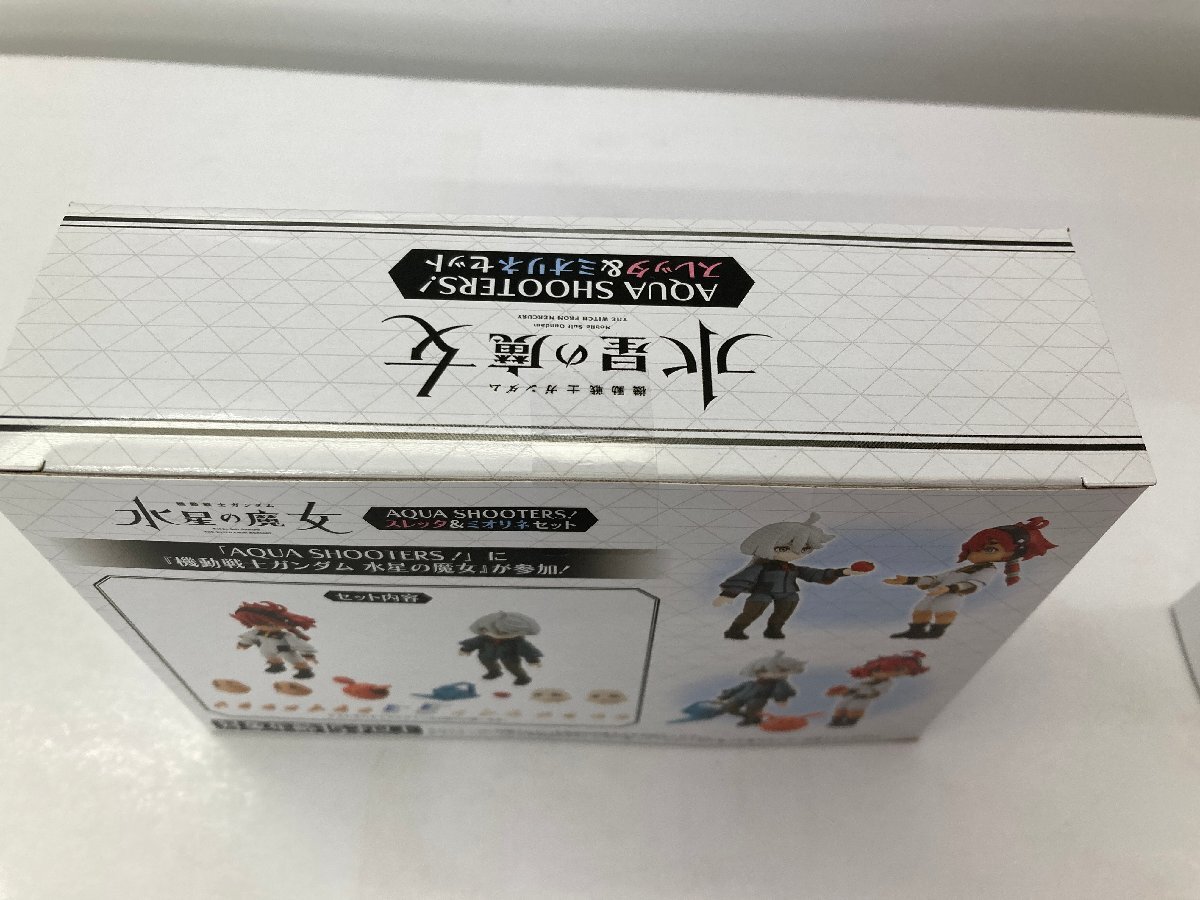 機動戦士ガンダム
水星の魔女
Mobile Suit Gundam
THE WITCH FROM MERCURY
AQUA SHOOTERS!
スレッタ&ミオリネセット
機動戦士ガンダム
水星の魔女
AQUA SHOOTERS!
スレッタ&ミオリネセット
「AQUA SHOOTERS!」に
『機動戦士ガンダム 水星の魔女』が参加!
セット内容